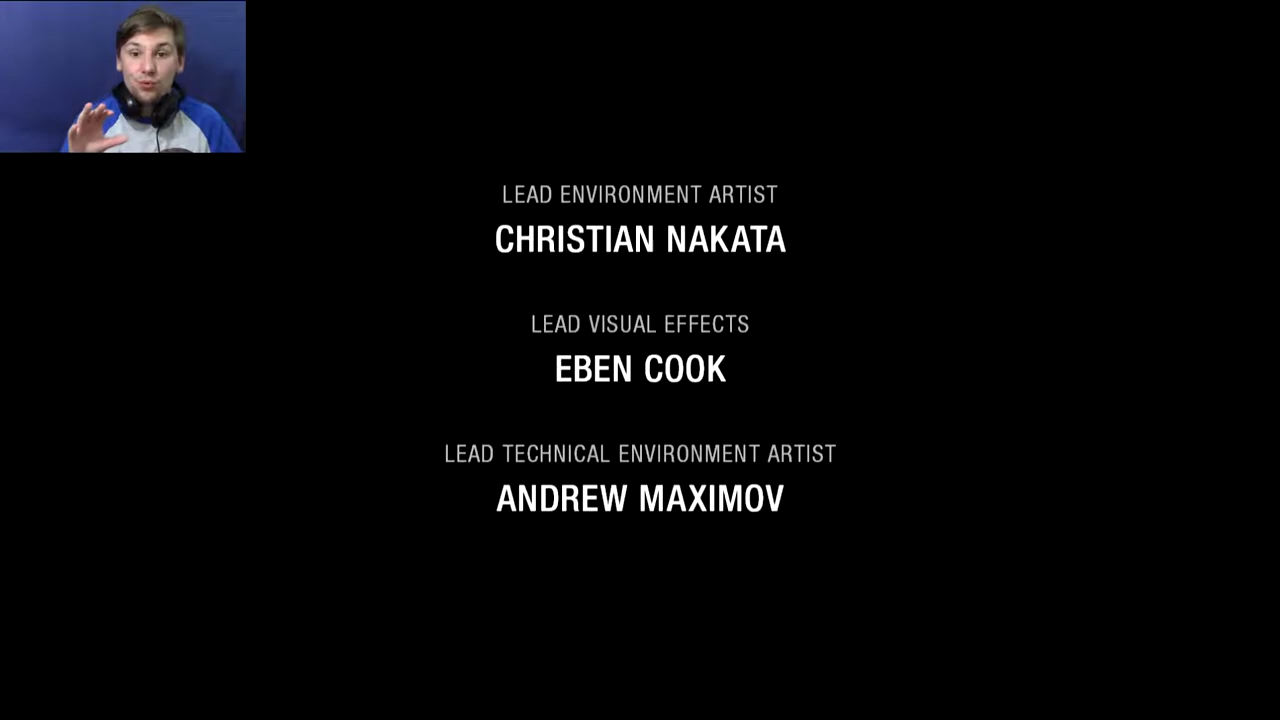 LEAD ENVIRONMENT ARTIST
CHRISTIAN NAKATA
LEAD VISUAL EFFECTS
EBEN COOK
LEAD TECHNICAL ENVIRONMENT ARTIST
ANDREW MAXIMOV